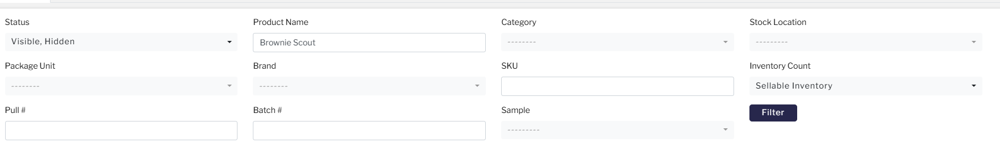 Status Product Name Category Stock Location
Visible, Hidden Brownie Scout -------- ---------
Package Unit Brand SKU Inventory Count
-------- -------- Sellable Inventory
Pull # Batch # Sample Filter
---------